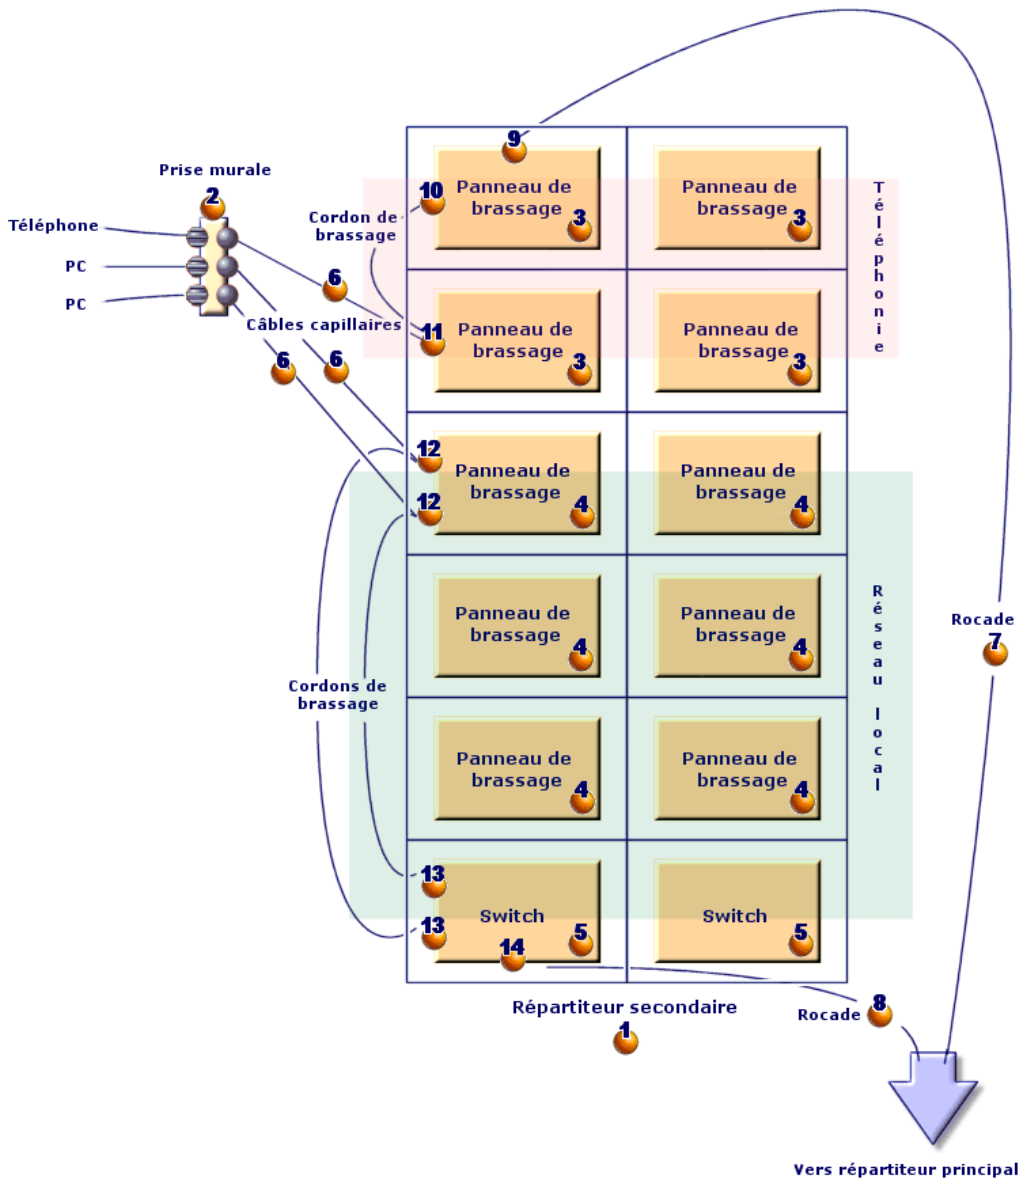 9
Prise murale
2
10
Panneau de
brassage
3
Panneau de
brassage
3
Téléphonie
Téléphone
PC
PC
Cordon de
brassage
6
Câbles capillaires
6
6
11
Panneau de
brassage
3
Panneau de
brassage
3
12
12
Panneau de
brassage
4
Panneau de
brassage
4
Réseau local
Panneau de
brassage
4
Panneau de
brassage
4
Rocade
7
Cordons de
brassage
Panneau de
brassage
4
Panneau de
brassage
4
13
13
Switch
5
14
Switch
5
Répartiteur secondaire
1
Rocade
8
Vers répartiteur principal